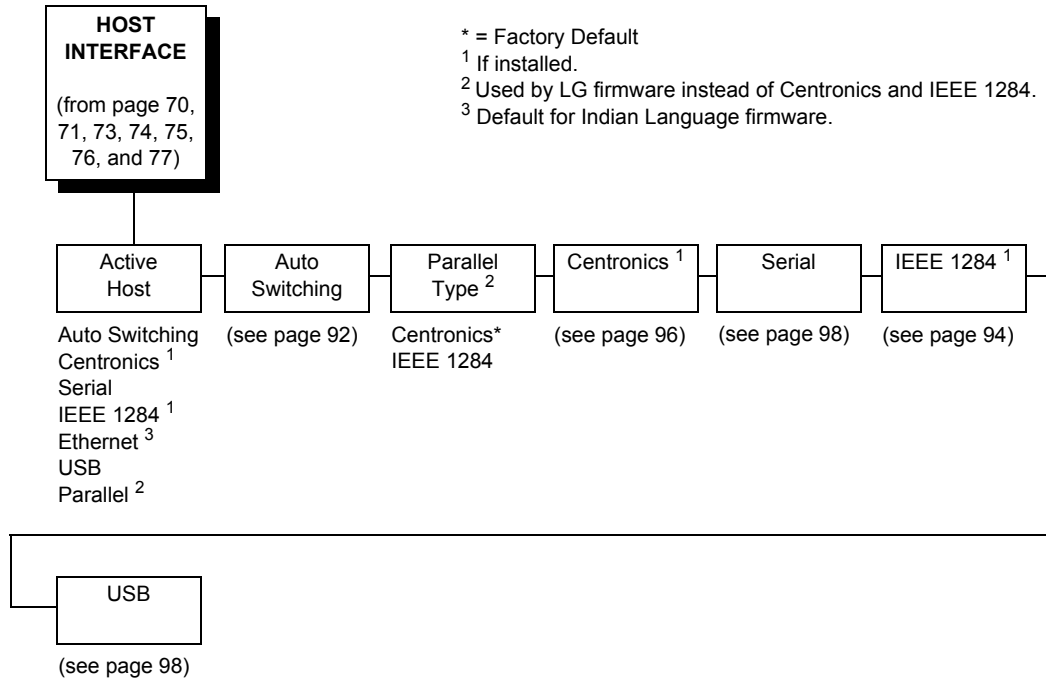 HOST
INTERFACE
(from page 70,
71, 73, 74, 75,
76, and 77)
* = Factory Default
1 If installed.
2 Used by LG firmware instead of Centronics and IEEE 1284.
3 Default for Indian Language firmware.
Active
Host
Auto Switching
Centronics 1
Serial
IEEE 1284 1
Ethernet 3
USB
Parallel 2
Auto
Switching
(see page 92)
Parallel
Type 2
Centronics*
IEEE 1284
Centronics 1
(see page 96)
Serial
(see page 98)
IEEE 1284 1
(see page 94)
USB
(see page 98)